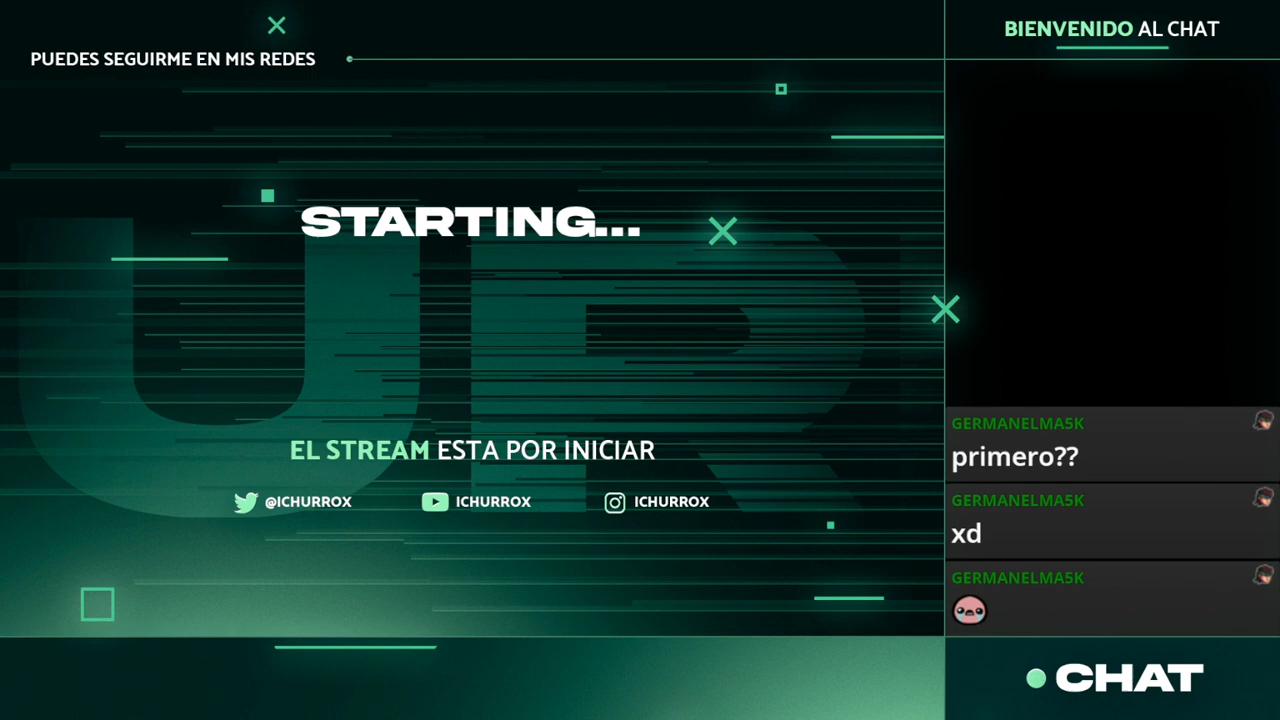 PUEDES SEGUIRME EN MIS REDES
STARTING...
UR
EL STREAM ESTA POR INICIAR
@ICHURROX
ICHURROX
ICHURROX
BIENVENIDO AL CHAT
GERMANELMA5K
primero??
GERMANELMA5K
xd
GERMANELMA5K
CHAT